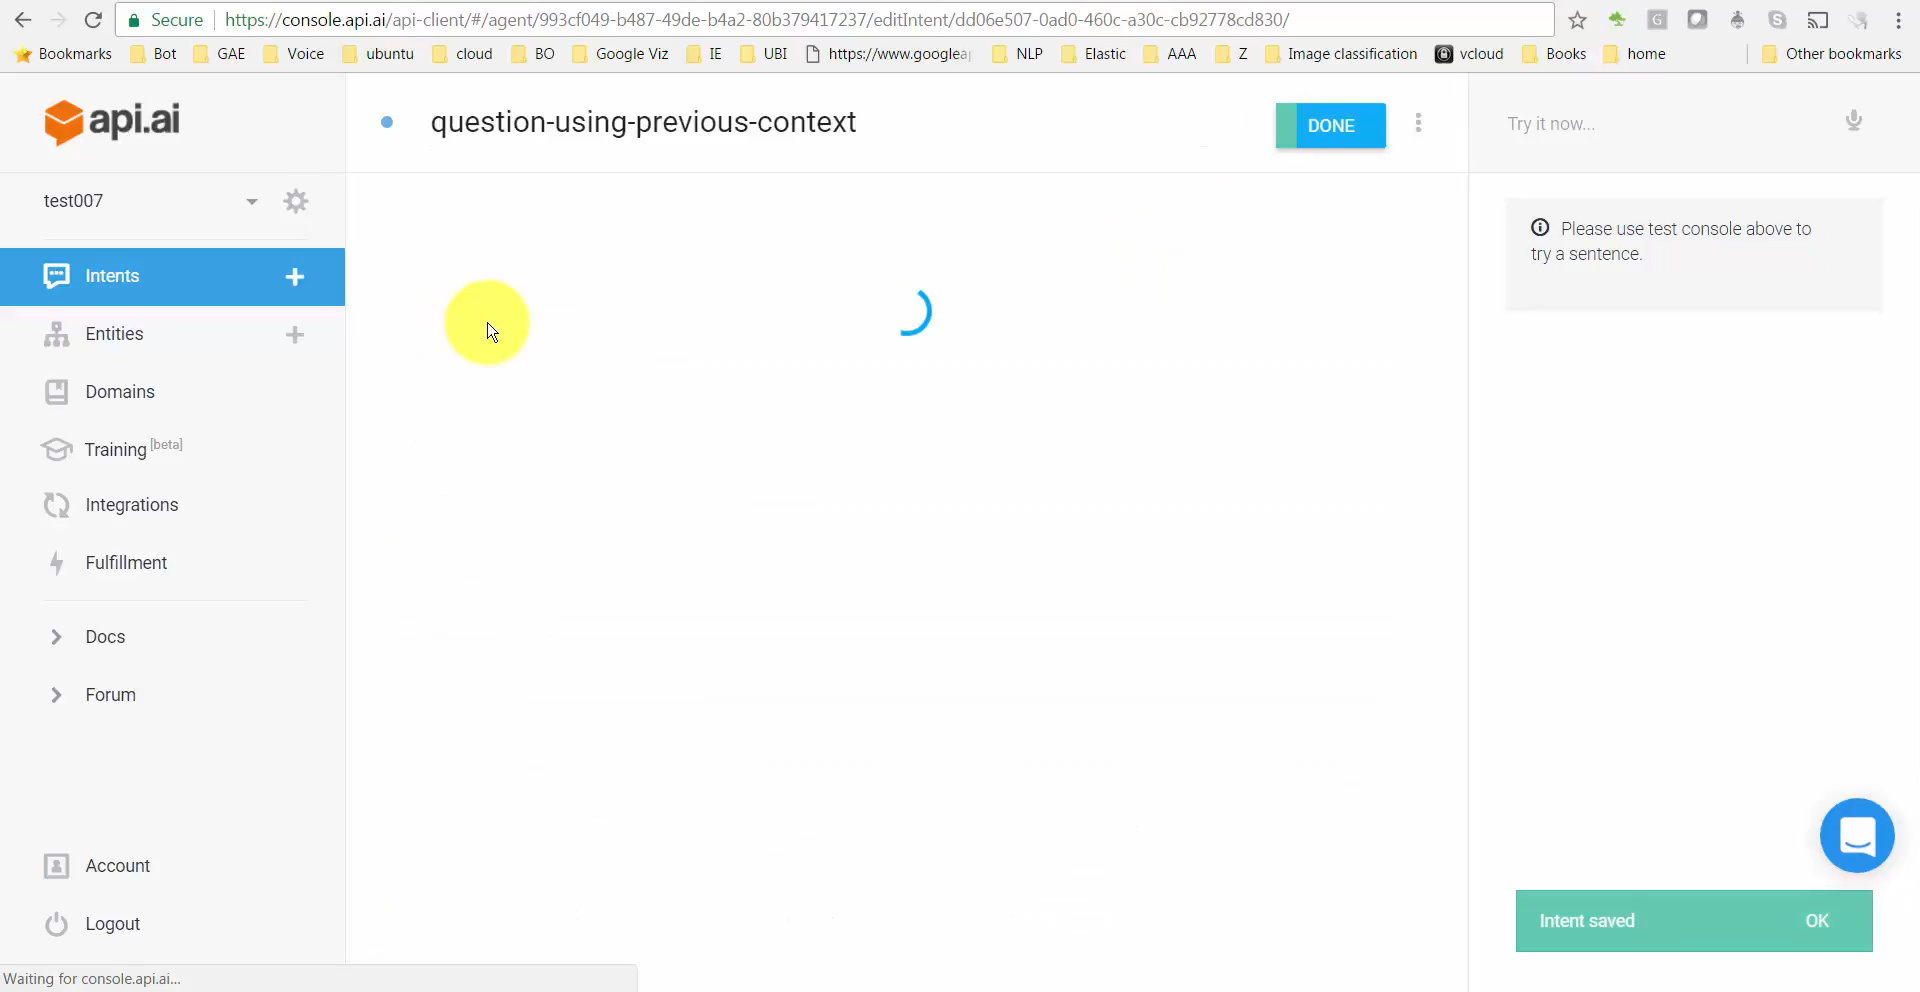 Secure https://console.api.ai/api-client/#/agent/993cf049-b487-49de-b4a2-80b379417237/editIntent/dd06e507-0ad0-460c-a30c-cb92778cd830/
Bookmarks Bot GAE Voice ubuntu cloud BO Google Viz IE UBI https://www.googleap NLP Elastic AAA Z Image classification vcloud Books home Other bookmarks
api.ai
question-using-previous-context
DONE
Try it now...
test007
Please use test console above to
try a sentence.
Intents
Entities
Domains
Training [beta]
Integrations
Fulfillment
Docs
Forum
Account
Logout
Intent saved OK
Waiting for console.api.ai...